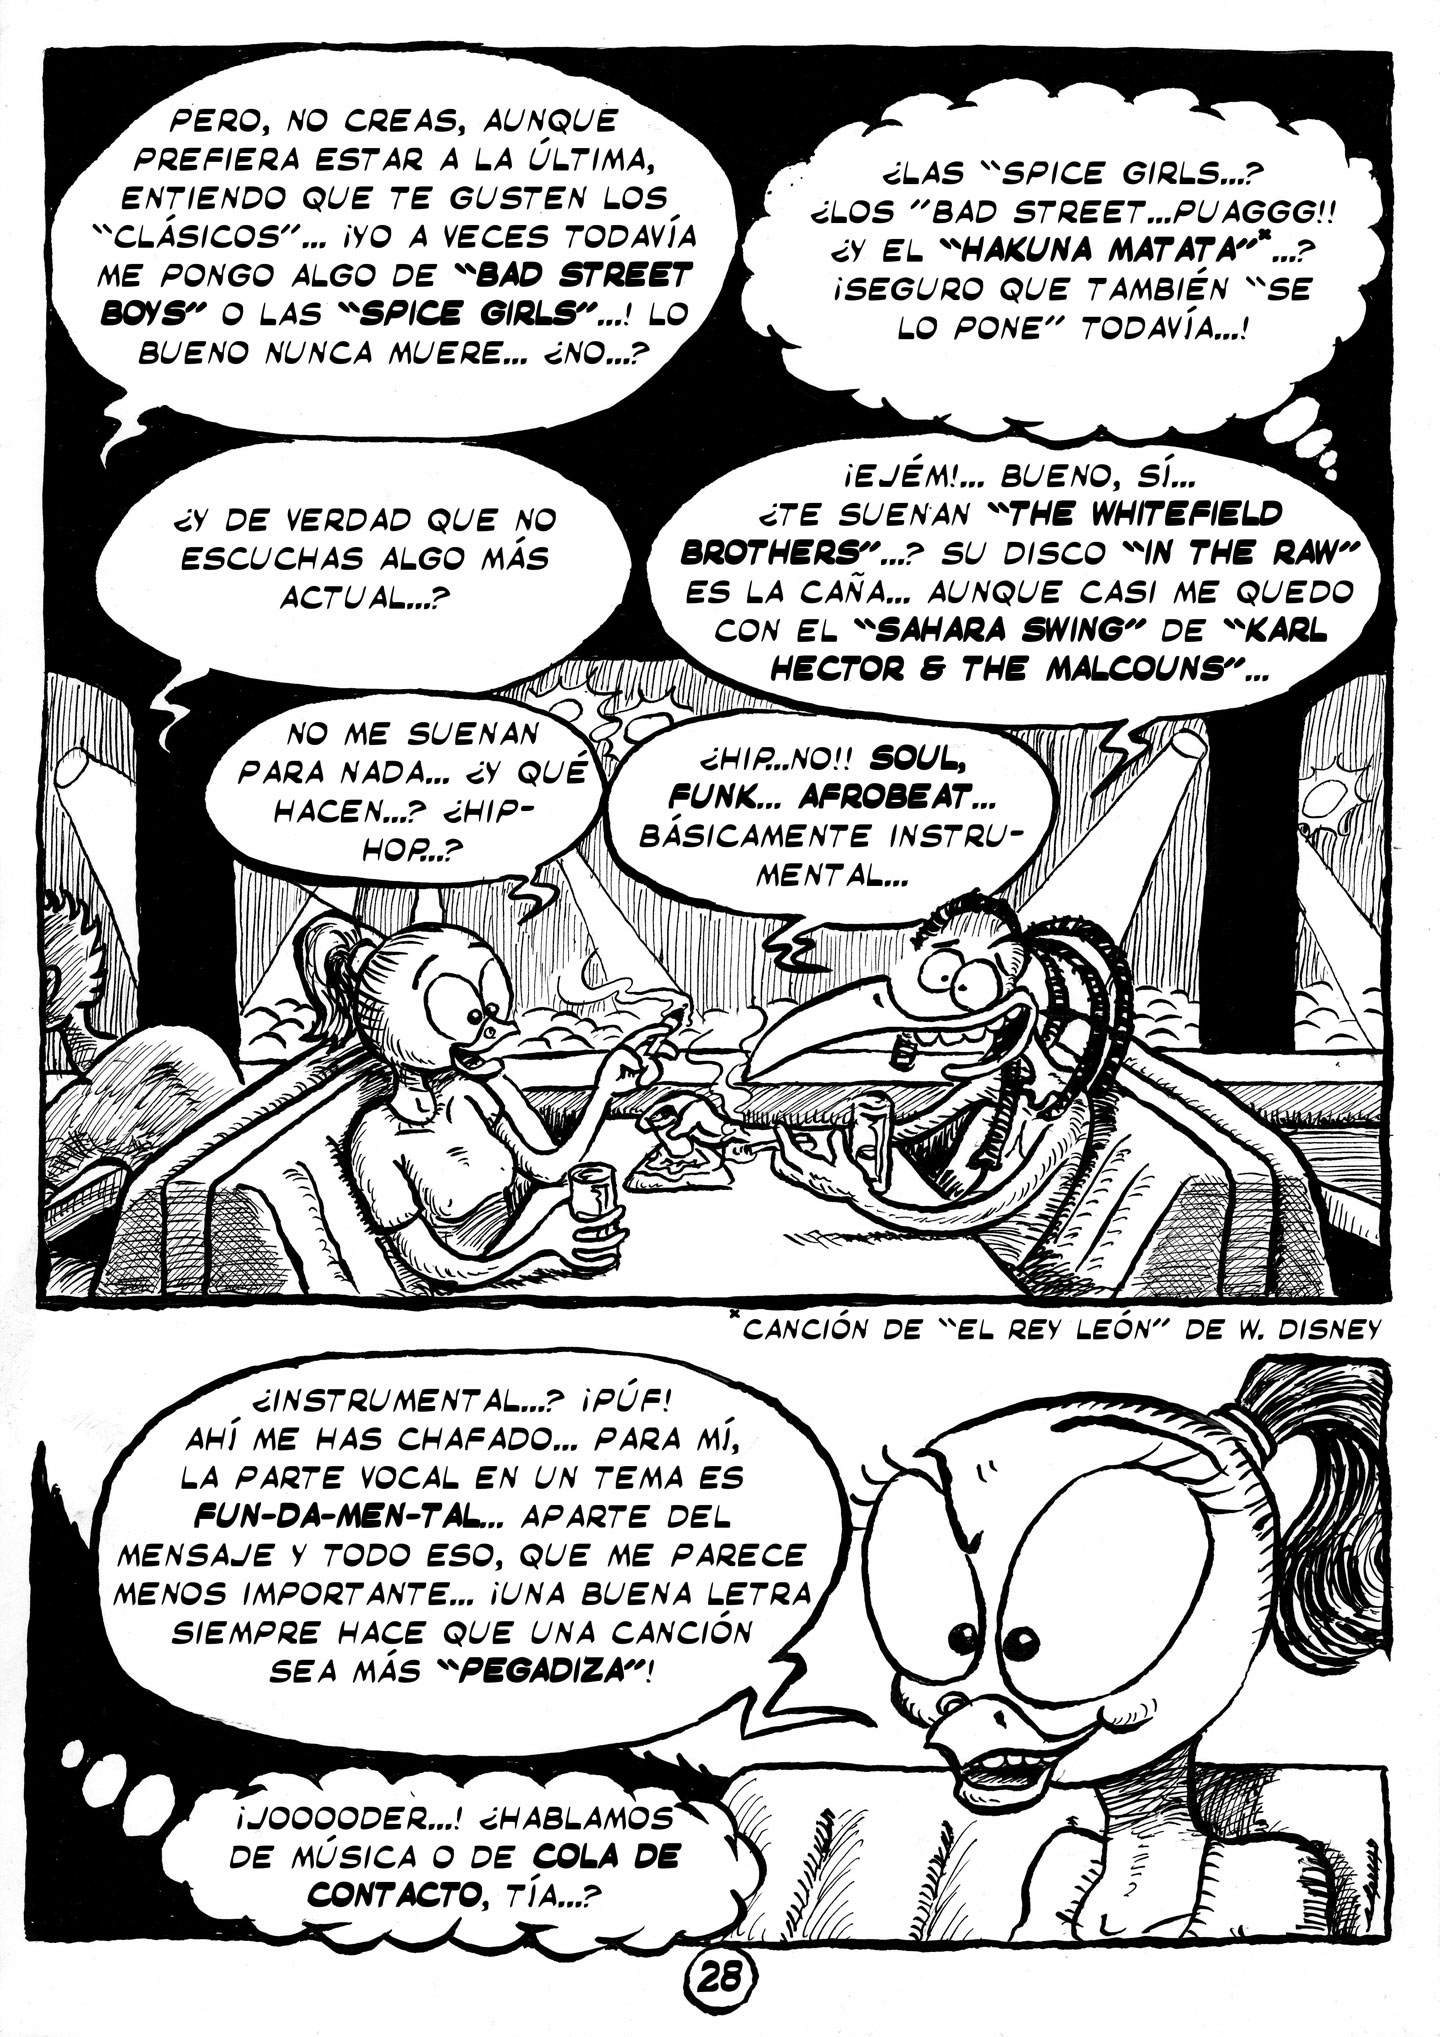 PERO, NO CREAS, AUNQUE
PREFIERA ESTAR A LA ÚLTIMA,
ENTIENDO QUE TE GUSTEN LOS
“CLÁSICOS”... ¡YO A VECES TODAVÍA
ME PONGO ALGO DE “BAD STREET
BOYS” O LAS “SPICE GIRLS”...! LO
BUENO NUNCA MUERE... ¿NO...?
¿LAS “SPICE GIRLS...?
¿LOS ”BAD STREET...PUAGGG!!
¿Y EL “HAKUNA MATATA”* ...?
¡SEGURO QUE TAMBIÉN “SE
LO PONE” TODAVÍA...!
¿Y DE VERDAD QUE NO
ESCUCHAS ALGO MÁS
ACTUAL...?
¡EJÉM!... BUENO, SÍ...
¿TE SUENAN “THE WHITEFIELD
BROTHERS”...? SU DISCO “IN THE RAW”
ES LA CAÑA... AUNQUE CASI ME QUEDO
CON EL “SAHARA SWING” DE “KARL
HECTOR & THE MALCOUNS”...
NO ME SUENAN
PARA NADA... ¿Y QUÉ
HACEN...? ¿HIP-
HOP...?
¿HIP...NO!! SOUL,
FUNK... AFROBEAT...
BÁSICAMENTE INSTRU-
MENTAL...
*CANCIÓN DE “EL REY LEÓN” DE W. DISNEY
¿INSTRUMENTAL...? ¡PÚF!
AHÍ ME HAS CHAFADO... PARA MÍ,
LA PARTE VOCAL EN UN TEMA ES
FUN-DA-MEN-TAL... APARTE DEL
MENSAJE Y TODO ESO, QUE ME PARECE
MENOS IMPORTANTE... ¡UNA BUENA LETRA
SIEMPRE HACE QUE UNA CANCIÓN
SEA MÁS “PEGADIZA”!
¡JOOOODER...! ¿HABLAMOS
DE MÚSICA O DE COLA DE
CONTACTO, TÍA...?
28